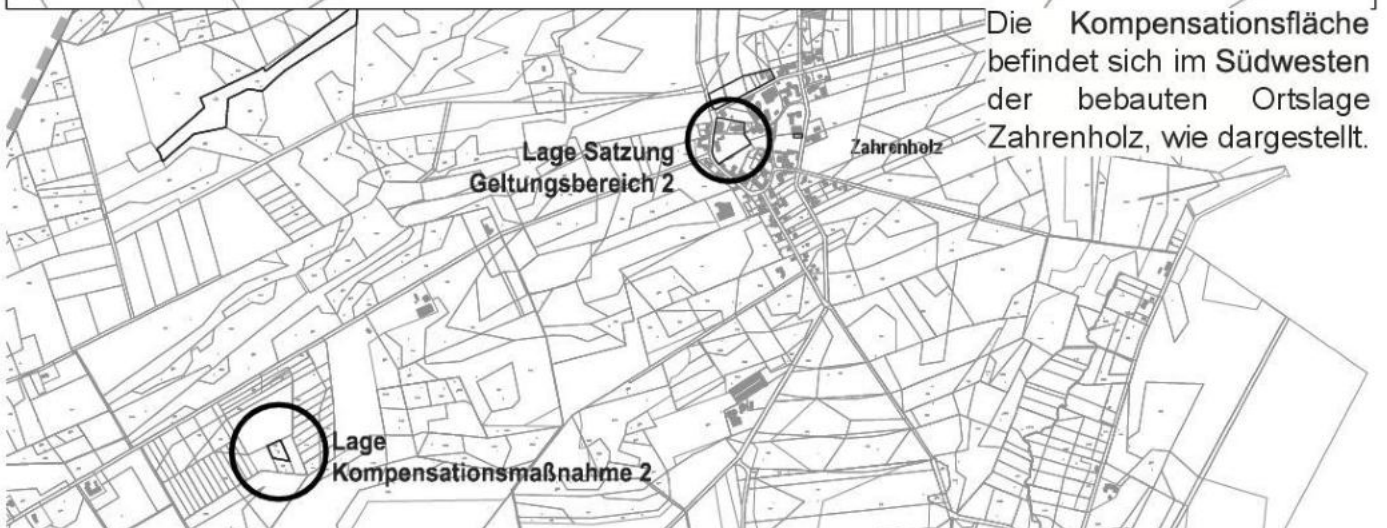 Die Kompensationsfläche
befindet sich im Südwesten
der bebauten Ortslage
Zahrenholz, wie dargestellt.
Lage Satzung
Geltungsbereich 2
Zahrenholz
Lage
Kompensationsmaßnahme 2